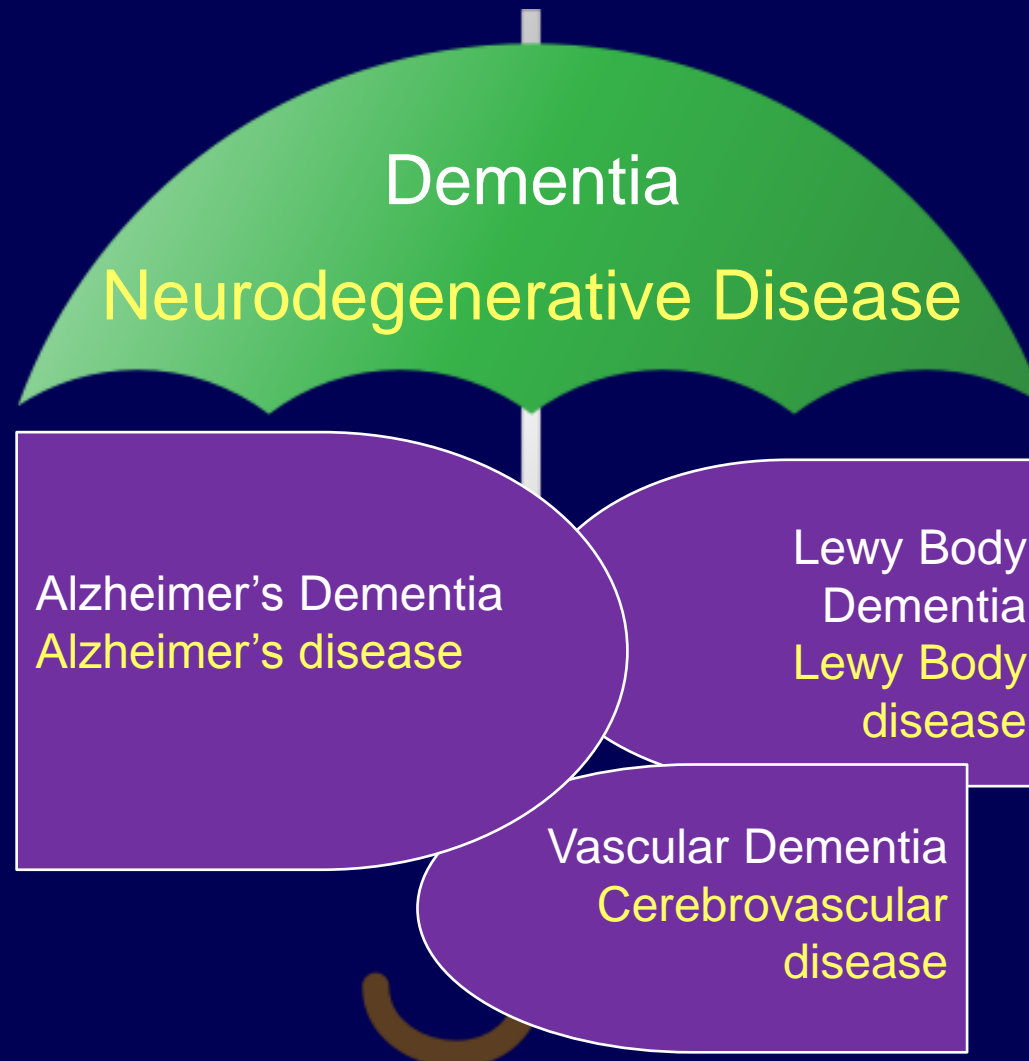 Dementia
Neurodegenerative Disease
Alzheimer’s Dementia
Alzheimer’s disease
Lewy Body
Dementia
Lewy Body
disease
Vascular Dementia
Cerebrovascular
disease